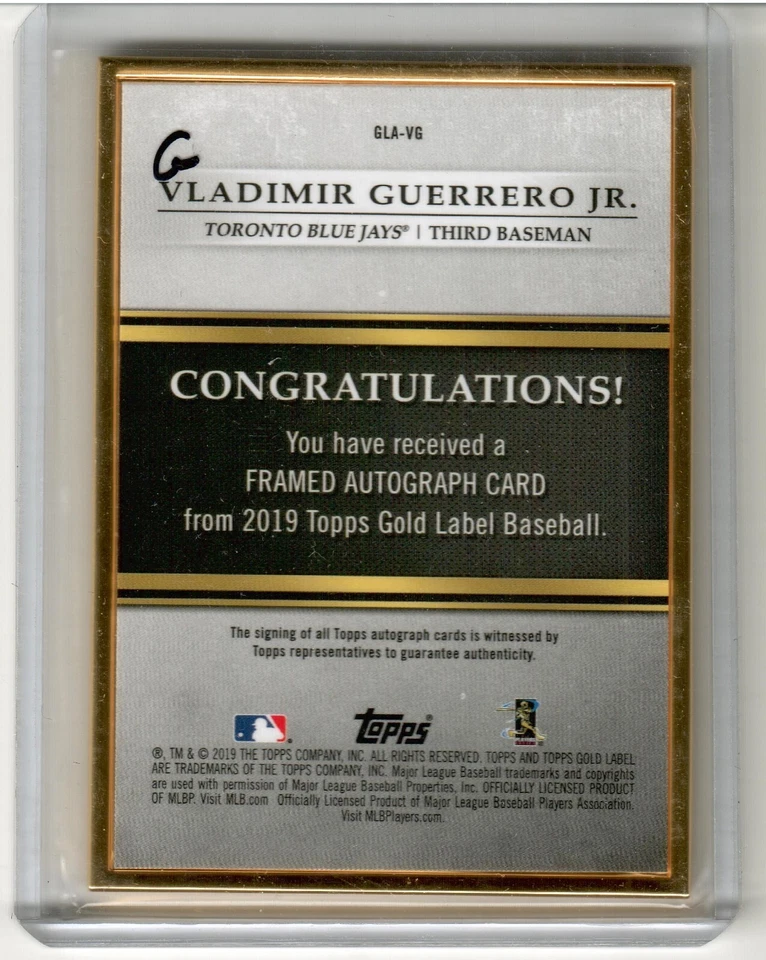 GLA-VG
VLADIMIR GUERRERO JR.
TORONTO BLUE JAYS® | THIRD BASEMAN
CONGRATULATIONS!
You have received a
FRAMED AUTOGRAPH CARD
from 2019 Topps Gold Label Baseball.
The signing of all Topps autograph cards is witnessed by
Topps representatives to guarantee authenticity.
topps®
®, TM & © 2019 THE TOPPS COMPANY, INC. ALL RIGHTS RESERVED. TOPPS AND TOPPS GOLD LABEL
ARE TRADEMARKS OF THE TOPPS COMPANY, INC. Major League Baseball trademarks and copyrights
are used with permission of Major League Baseball Properties, Inc. OFFICIALLY LICENSED PRODUCT
OF MLBP. Visit MLB.com Officially Licensed Product of Major League Baseball Players Association.
Visit MLBPlayers.com.